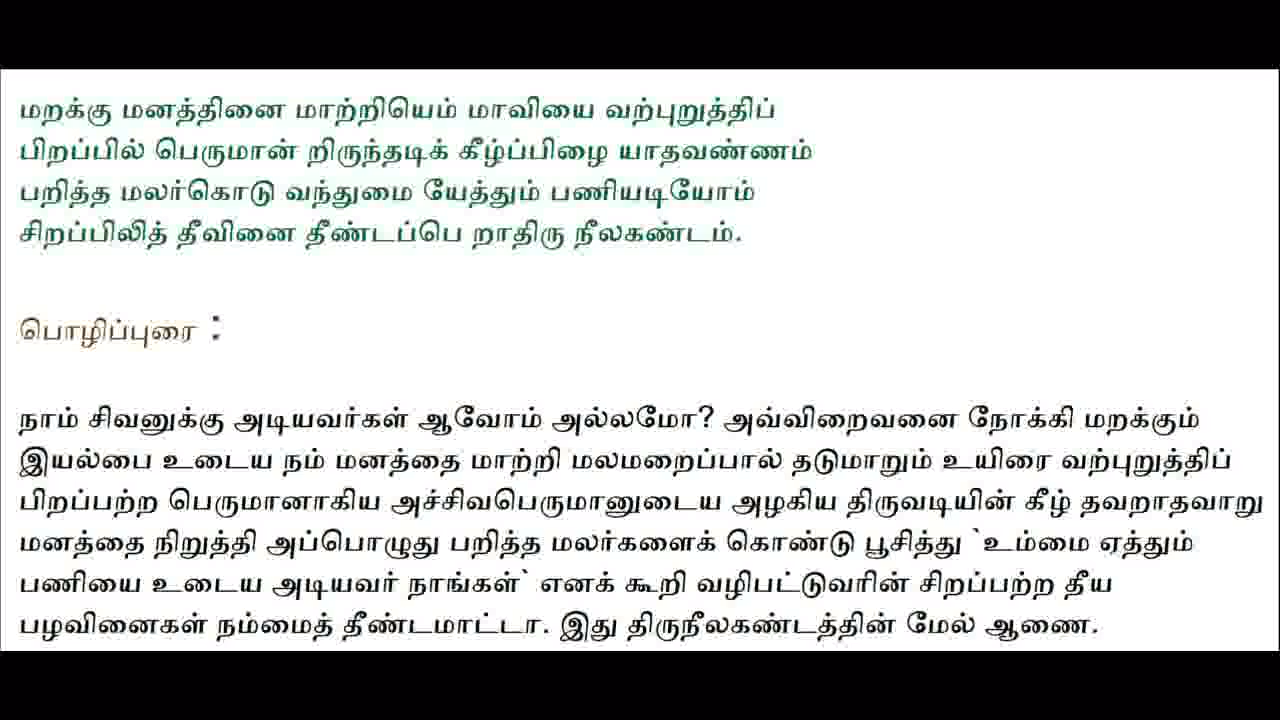 மறக்கு மனத்தினை மாற்றியெம் மாவியை வற்புறுத்திப்
பிறப்பில் பெருமான் றிருந்தடிக் கீழ்ப்பிழை யாதவண்ணம்
பறித்த மலர்கொடு வந்துமை யேத்தும் பணியடியோம்
சிறப்பிலித் தீவினை தீண்டப்பெ றாதிரு நீலகண்டம்.
பொழிப்புரை :
நாம் சிவனுக்கு அடியவர்கள் ஆவோம் அல்லமோ? அவ்விறைவனை நோக்கி மறக்கும்
இயல்பை உடைய நம் மனத்தை மாற்றி மலமறைப்பால் தடுமாறும் உயிரை வற்புறுத்திப்
பிறப்பற்ற பெருமானாகிய அச்சிவபெருமானுடைய அழகிய திருவடியின் கீழ் தவறாதவாறு
மனத்தை நிறுத்தி அப்பொழுது பறித்த மலர்களைக் கொண்டு பூசித்து `உம்மை ஏத்தும்
பணியை உடைய அடியவர் நாங்கள்` எனக் கூறி வழிபட்டுவரின் சிறப்பற்ற தீய
பழவினைகள் நம்மைத் தீண்டமாட்டா. இது திருநீலகண்டத்தின் மேல் ஆணை.